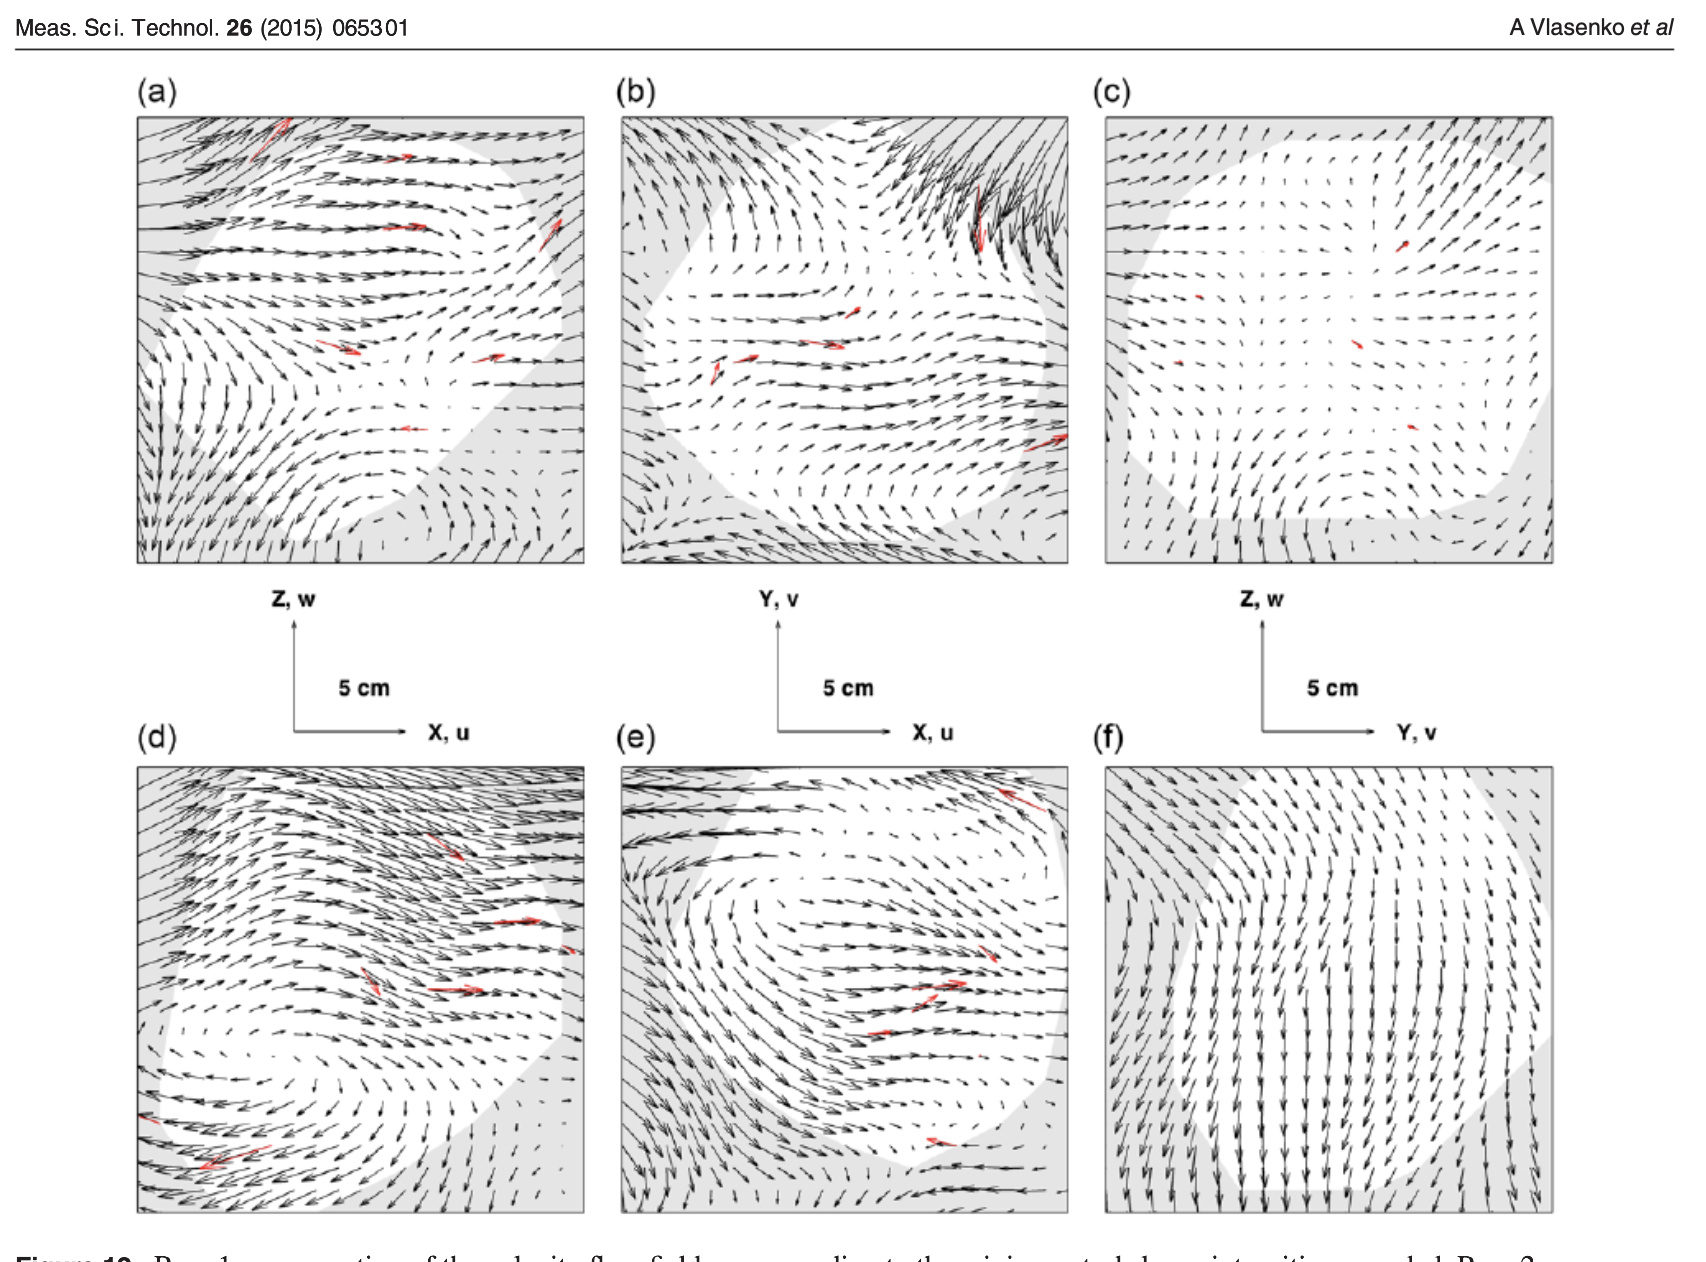 Meas. Sci. Technol. 26 (2015) 065301
A Vlasenko et al
(a)
(b)
(c)
Z, w
Y, v
Z, w
5 cm
5 cm
5 cm
X, u
X, u
Y, v
(d)
(e)
(f)